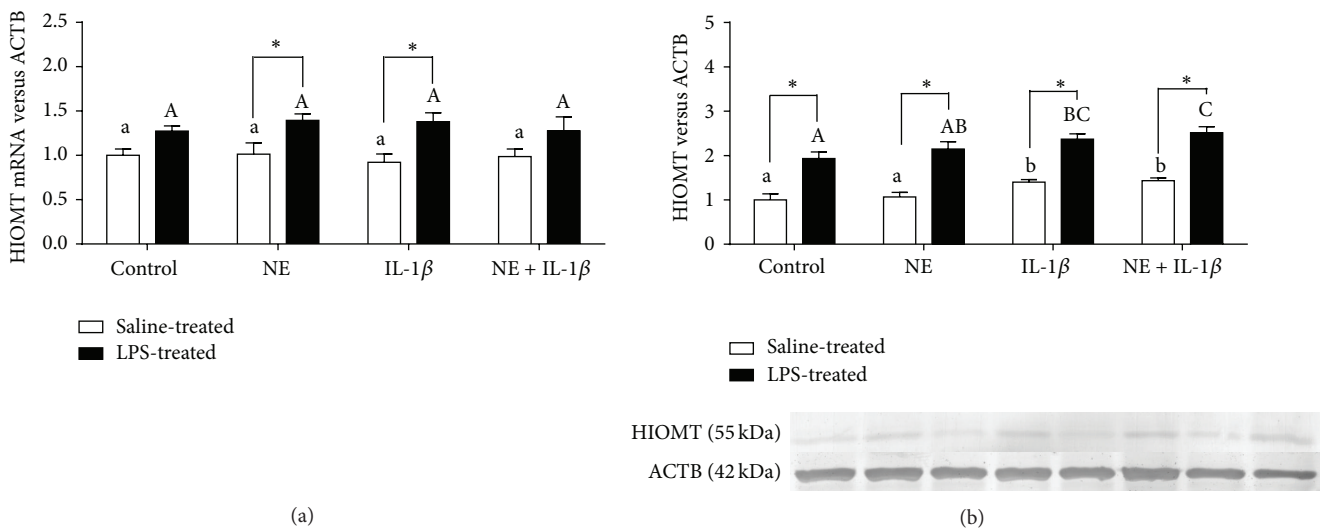 HIOMT mRNA versus ACTB
2.5
2.0
1.5
1.0
0.5
0.0
*
*
a
A
a
A
a
A
a
A
Control
NE
IL-1β
NE + IL-1β
Saline-treated
LPS-treated
(a)
HIOMT versus ACTB
5
4
3
2
1
0
*
*
*
*
a
A
a
AB
b
BC
b
C
Control
NE
IL-1β
NE + IL-1β
Saline-treated
LPS-treated
HIOMT (55 kDa)
ACTB (42 kDa)
(b)